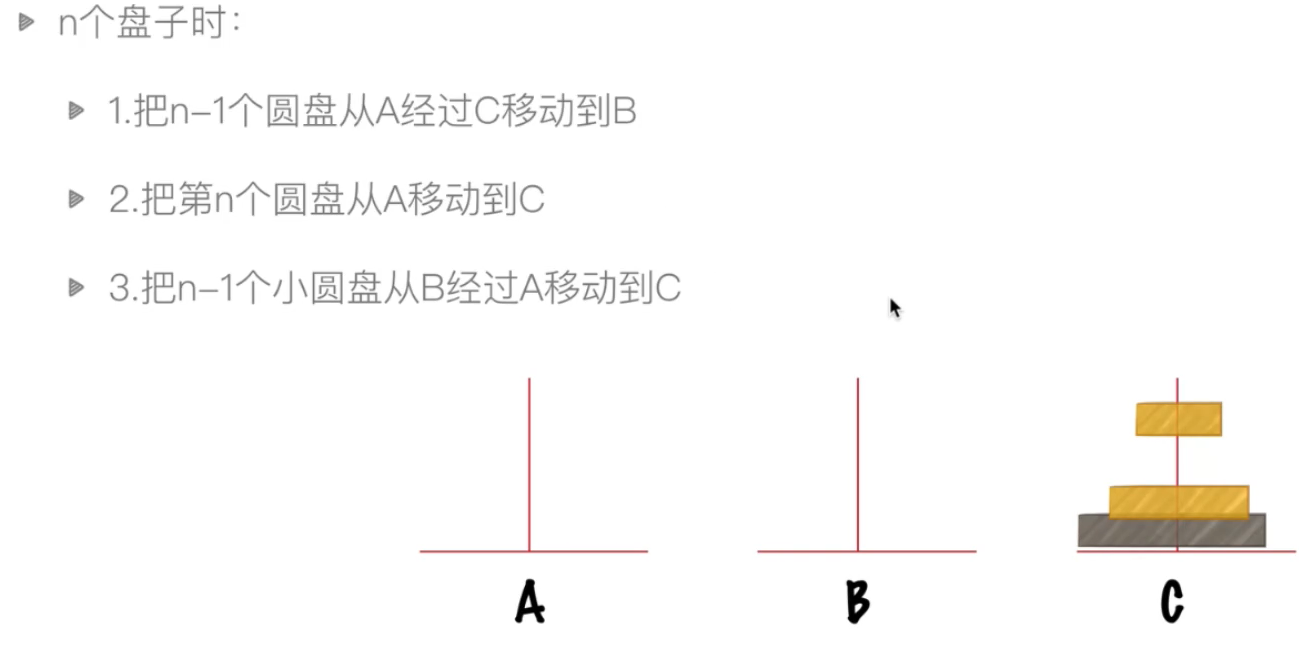 n个盘子时：
1.把n-1个圆盘从A经过C移动到B
2.把第n个圆盘从A移动到C
3.把n-1个小圆盘从B经过A移动到C
A B C